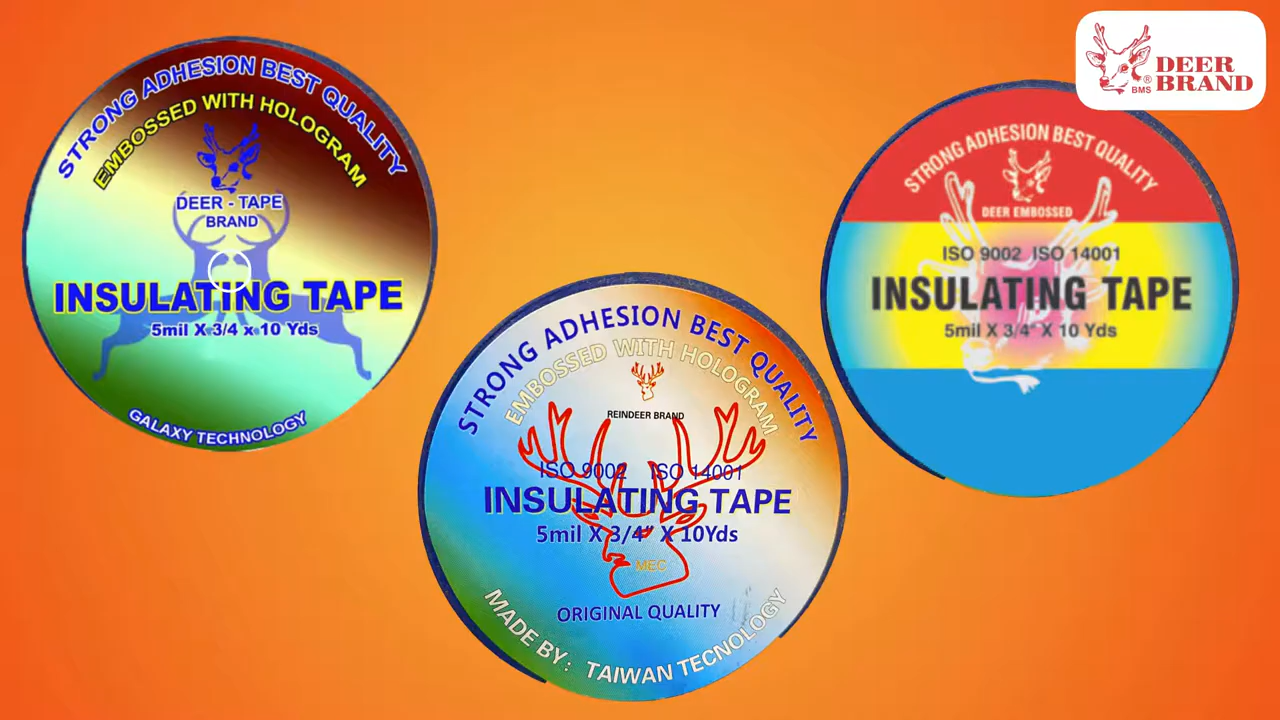 STRONG ADHESION BEST QUALITY
EMBOSSED WITH HOLOGRAM
DEER - TAPE
BRAND
INSULATING TAPE
5mil X 3/4 x 10 Yds
GALAXY TECHNOLOGY
STRONG ADHESION BEST QUALITY
EMBOSSED WITH HOLOGRAM
REINDEER BRAND
ISO 9002 ISO 14001
INSULATING TAPE
5mil X 3/4" X 10Yds
MEC
ORIGINAL QUALITY
MADE BY: TAIWAN TECNOLOGY
STRONG ADHESION BEST QUALITY
DEER EMBOSSED
ISO 9002 ISO 14001
INSULATING TAPE
5mil X 3/4" X 10 Yds
DEER
BRAND
BMS®